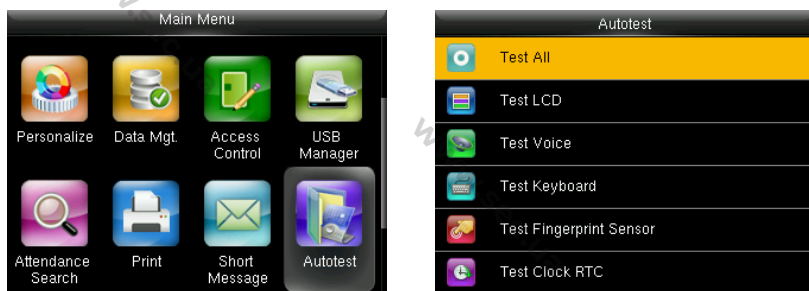 Main Menu
Personalize
Data Mgt.
Access
Control
USB
Manager
Attendance
Search
Print
Short
Message
Autotest
Autotest
Test All
Test LCD
Test Voice
Test Keyboard
Test Fingerprint Sensor
Test Clock RTC